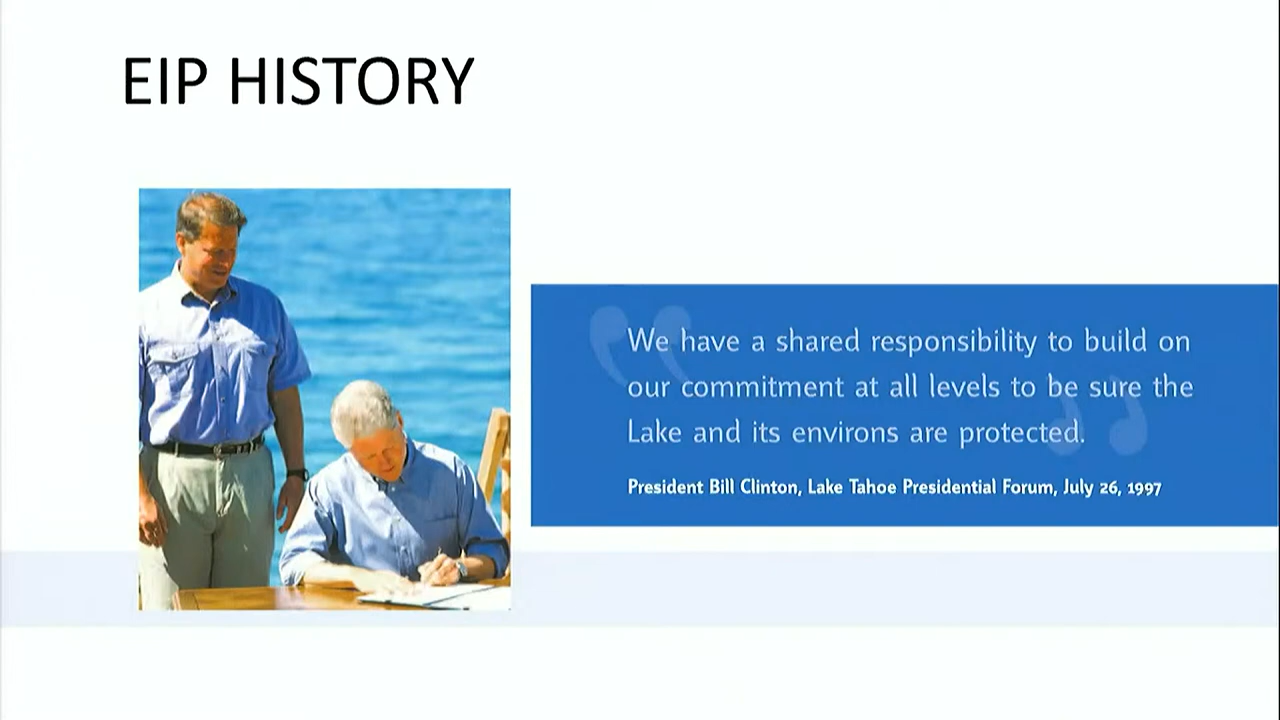 EIP HISTORY
We have a shared responsibility to build on
our commitment at all levels to be sure the
Lake and its environs are protected.
President Bill Clinton, Lake Tahoe Presidential Forum, July 26, 1997